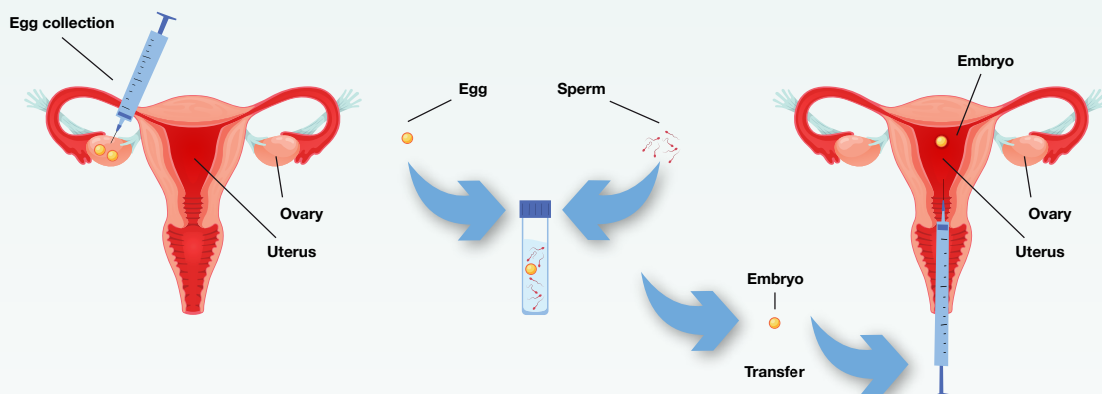 Egg collection
Ovary
Uterus
Egg
Sperm
Embryo
Transfer
Embryo
Ovary
Uterus